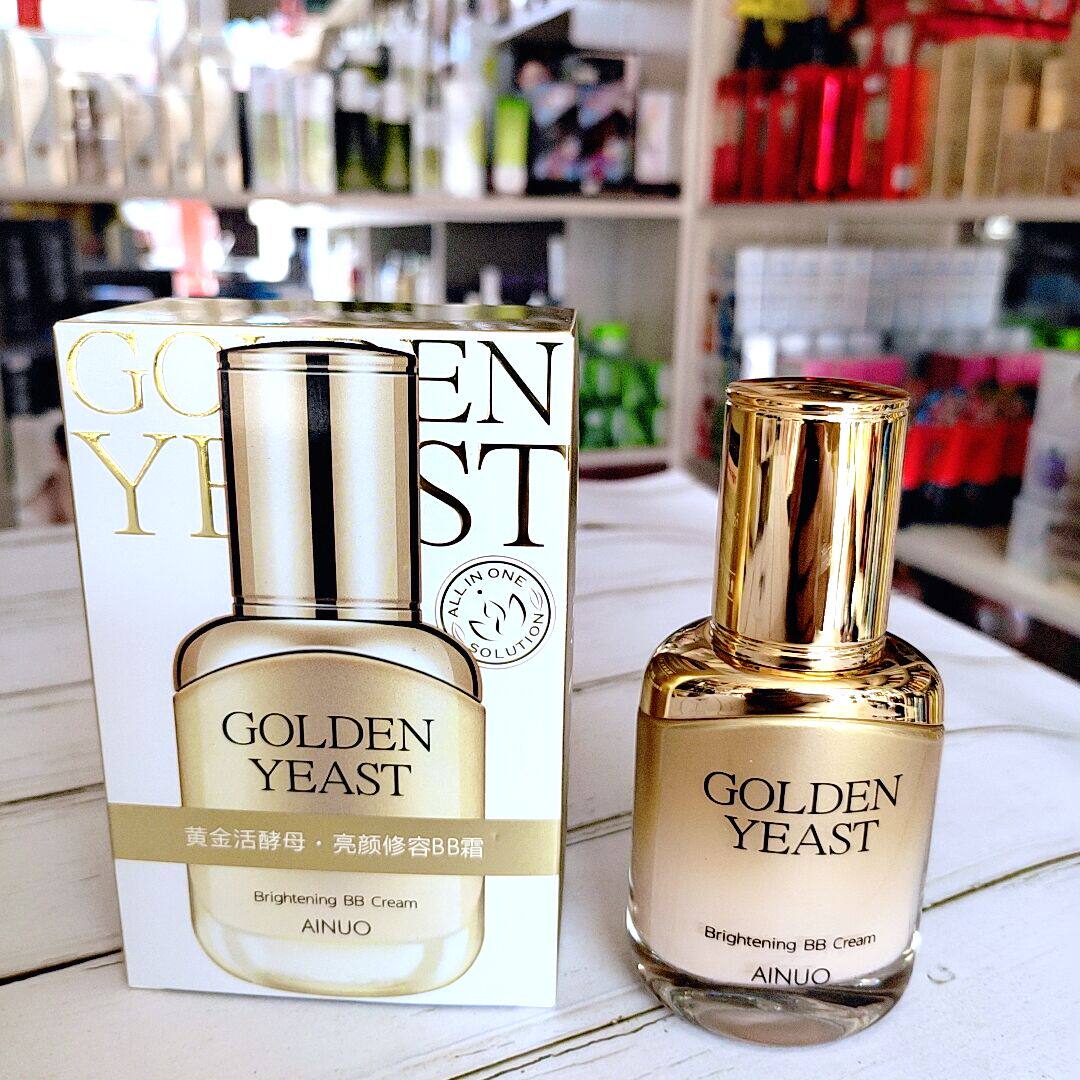 GOLDEN
YEAST
ALL IN ONE
SOLUTION
GOLDEN
YEAST
黄金活酵母·亮颜修容BB霜
Brightening BB Cream
AINUO
GOLDEN
YEAST
Brightening BB Cream
AINUO